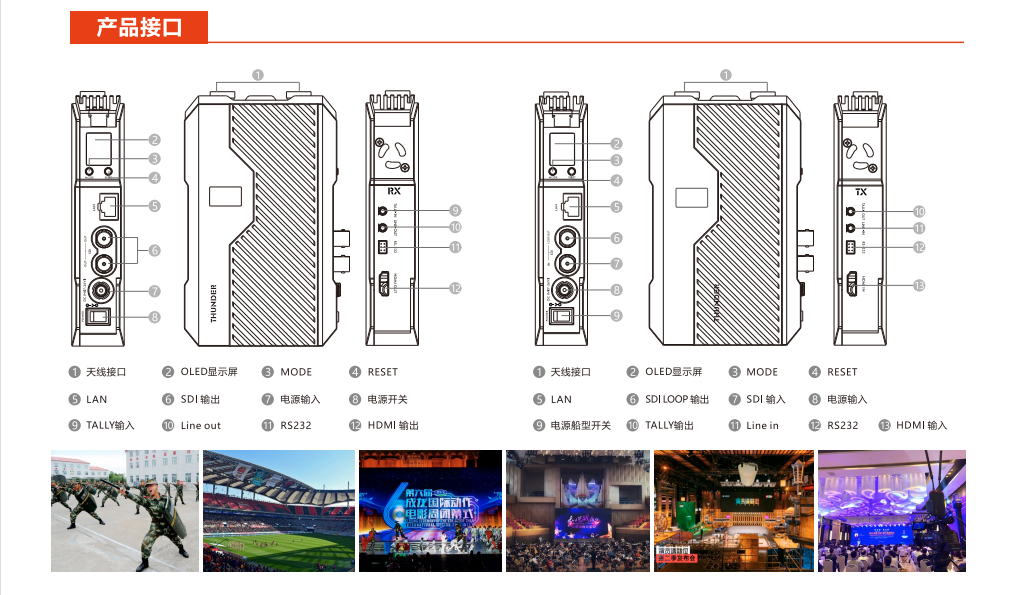 产品接口
1
2
3
4
5
6
7
8
RX
9
10
11
12
THUNDER
1
2
3
4
5
6
7
8
9
TX
10
11
12
13
THUNDER
1 天线接口 2 OLED显示屏 3 MODE 4 RESET
5 LAN 6 SDI 输出 7 电源输入 8 电源开关
9 TALLY输入 10 Line out 11 RS232 12 HDMI 输出
1 天线接口 2 OLED显示屏 3 MODE 4 RESET
5 LAN 6 SDI LOOP 输出 7 SDI 输入 8 电源输入
9 电源船型开关 10 TALLY输出 11 Line in 12 RS232 13 HDMI 输入
第六届
成龙国际动作
电影周闭幕式